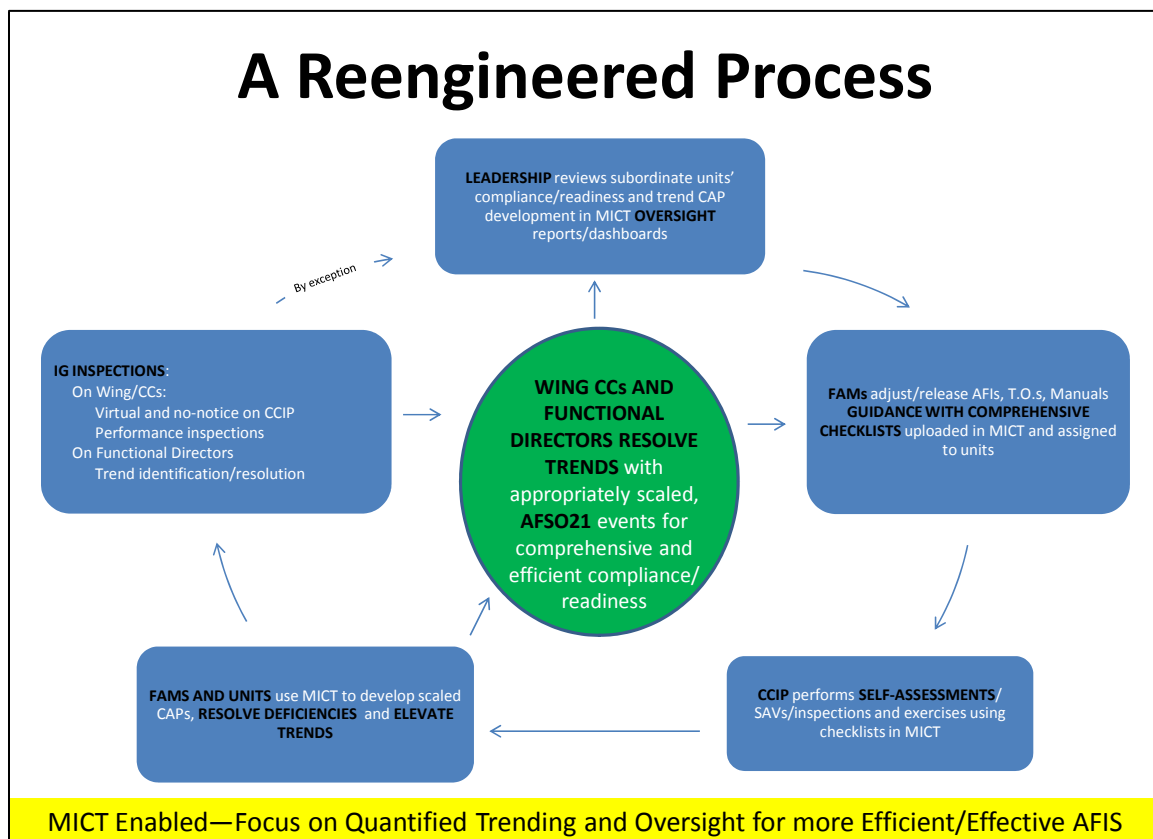 A Reengineered Process
LEADERSHIP reviews subordinate units'
compliance/readiness and trend CAP
development in MICT OVERSIGHT
reports/dashboards
By exception
IG INSPECTIONS:
On Wing/CCs:
Virtual and no-notice on CCIP
Performance inspections
On Functional Directors
Trend identification/resolution
WING CCs AND
FUNCTIONAL
DIRECTORS RESOLVE
TRENDS with
appropriately scaled,
AFSO21 events for
comprehensive and
efficient compliance/
readiness
FAMs adjust/release AFIs, T.O.s, Manuals
GUIDANCE WITH COMPREHENSIVE
CHECKLISTS uploaded in MICT and assigned
to units
FAMS AND UNITS use MICT to develop scaled
CAPs, RESOLVE DEFICIENCIES and ELEVATE
TRENDS
CCIP performs SELF-ASSESSMENTS/
SAVs/inspections and exercises using
checklists in MICT
MICT Enabled—Focus on Quantified Trending and Oversight for more Efficient/Effective AFIS